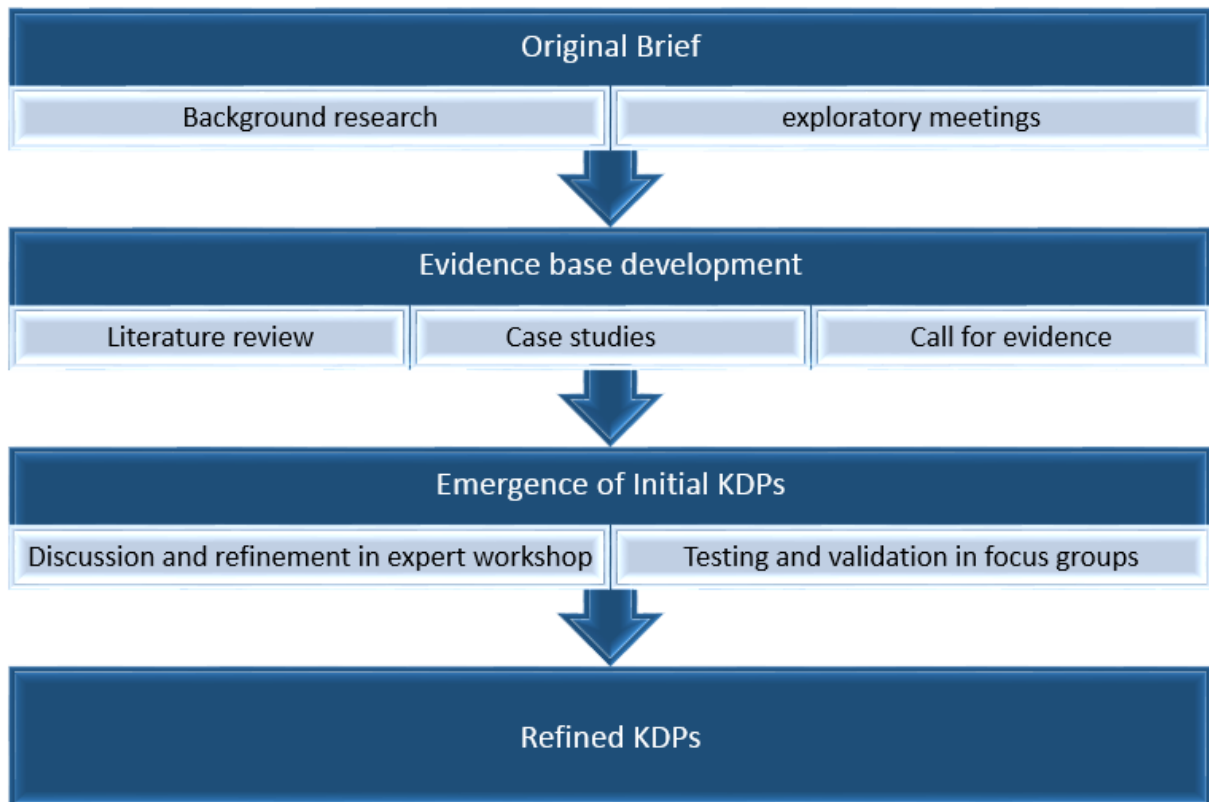 Original Brief
Background research
exploratory meetings
Evidence base development
Literature review
Case studies
Call for evidence
Emergence of Initial KDPs
Discussion and refinement in expert workshop
Testing and validation in focus groups
Refined KDPs